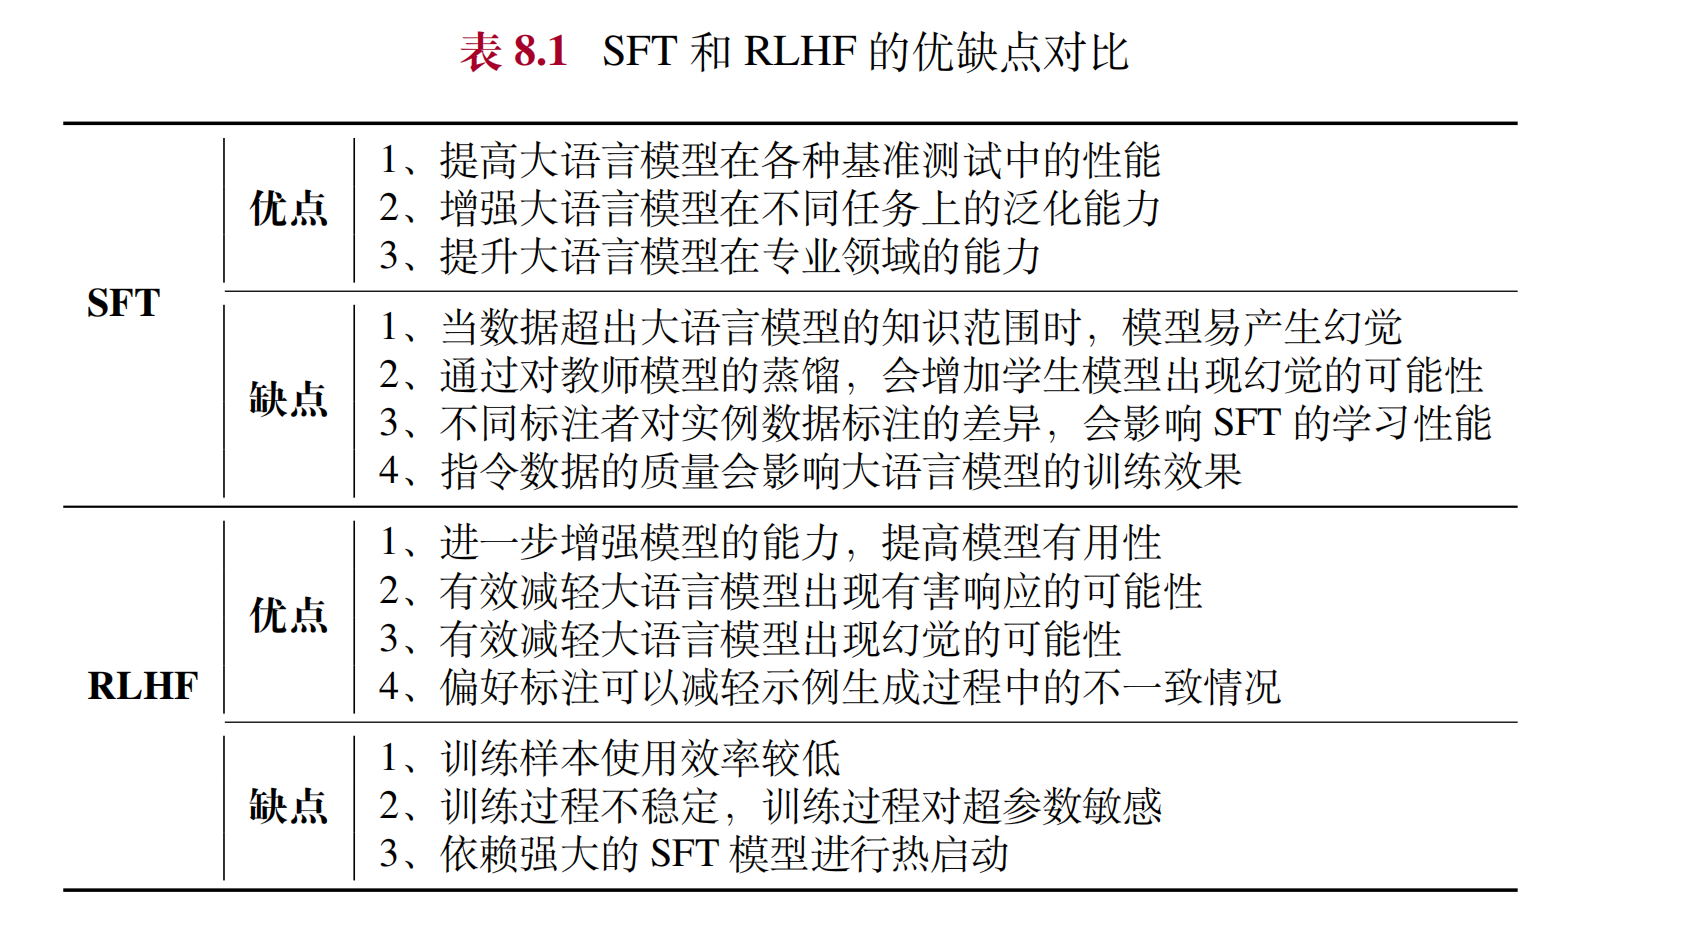 表 8.1 SFT 和 RLHF 的优缺点对比
SFT
优点
1、提高大语言模型在各种基准测试中的性能
2、增强大语言模型在不同任务上的泛化能力
3、提升大语言模型在专业领域的能力
缺点
1、当数据超出大语言模型的知识范围时，模型易产生幻觉
2、通过对教师模型的蒸馏，会增加学生模型出现幻觉的可能性
3、不同标注者对实例数据标注的差异，会影响 SFT 的学习性能
4、指令数据的质量会影响大语言模型的训练效果
RLHF
优点
1、进一步增强模型的能力，提高模型有用性
2、有效减轻大语言模型出现有害响应的可能性
3、有效减轻大语言模型出现幻觉的可能性
4、偏好标注可以减轻示例生成过程中的不一致情况
缺点
1、训练样本使用效率较低
2、训练过程不稳定，训练过程对超参数敏感
3、依赖强大的 SFT 模型进行热启动